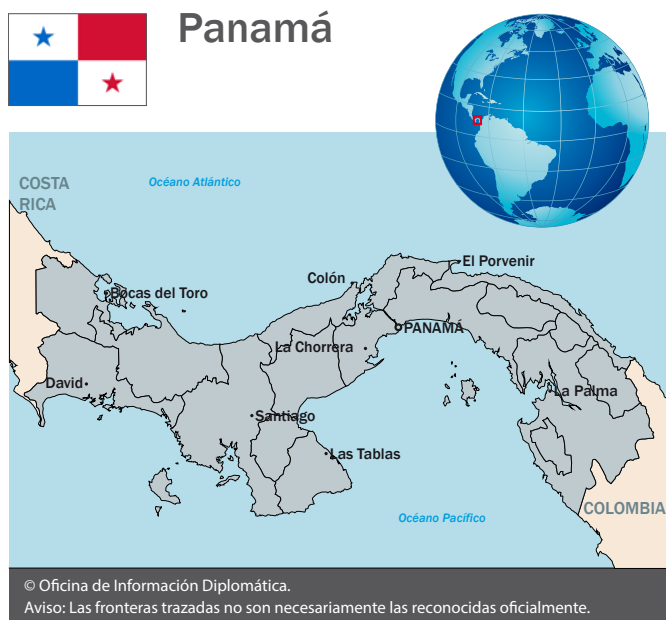 Panamá
COSTA
RICA
Océano Atlántico
El Porvenir
Colón
Bocas del Toro
PANAMÁ
La Chorrera
David
La Palma
Santiago
Las Tablas
COLOMBIA
Océano Pacífico
© Oficina de Información Diplomática.
Aviso: Las fronteras trazadas no son necesariamente las reconocidas oficialmente.